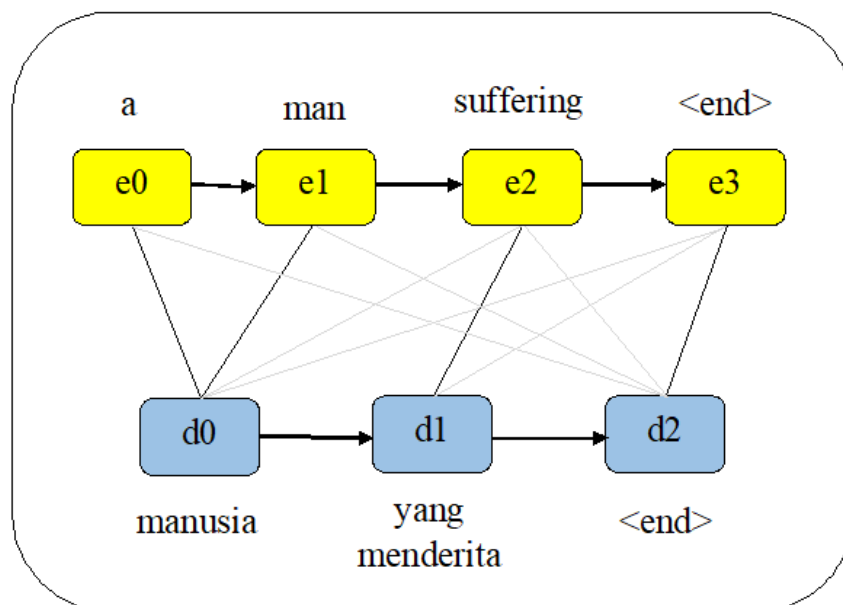 a man suffering <end>
e0 e1 e2 e3
d0 d1 d2
manusia yang menderita <end>